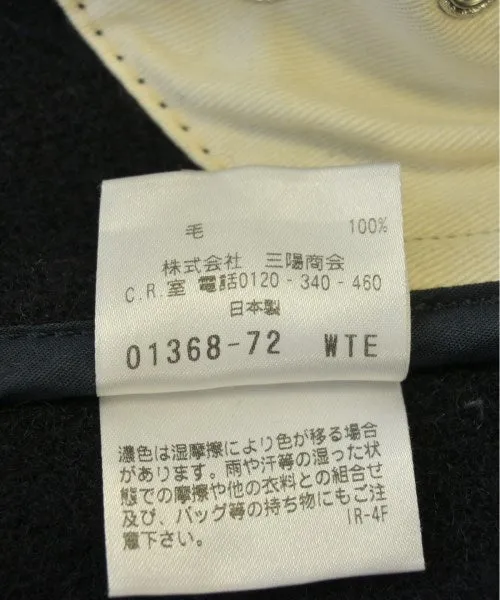 毛 100%
株式会社 三陽商会
C.R.室 電話0120-340-460
日本製
01368-72 WTE
濃色は湿摩擦により色が移る場合
があります。雨や汗等の湿った状
態での摩擦や他の衣料との組合せ
及び、バッグ等の持ち物にもご注
意下さい。 IR-4F